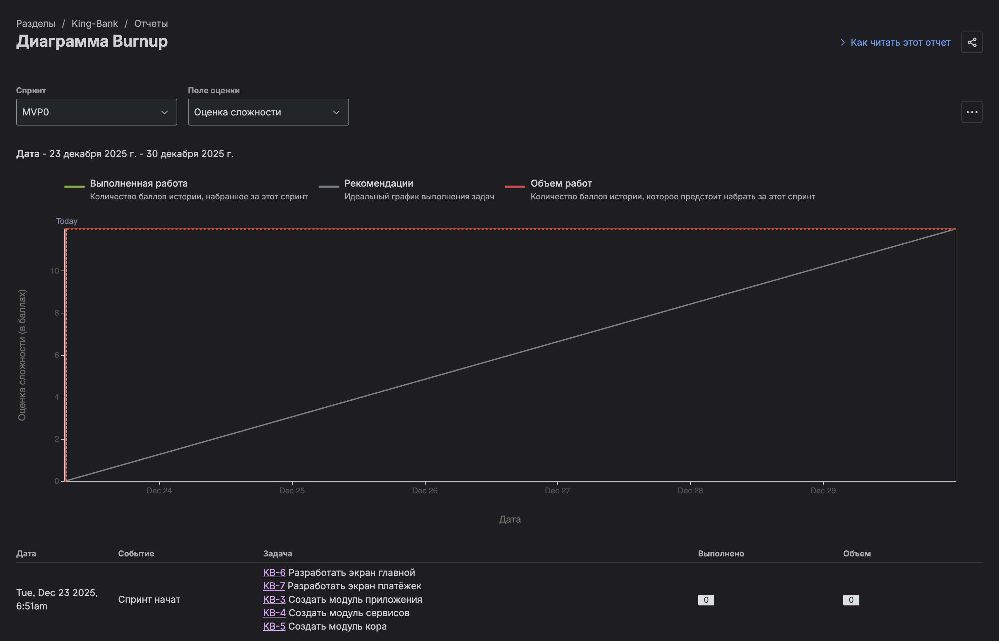 Разделы / King-Bank / Отчеты
Диаграмма Burnup
Как читать этот отчет
Спринт
Поле оценки
MVP0
Оценка сложности
Дата - 23 декабря 2025 г. - 30 декабря 2025 г.
Выполненная работа
Количество баллов истории, набранное за этот спринт
Рекомендации
Идеальный график выполнения задач
Объем работ
Количество баллов истории, которое предстоит набрать за этот спринт
Today
Оценка сложности (в баллах)
10
8
6
4
2
0
Dec 24
Dec 25
Dec 26
Dec 27
Dec 28
Dec 29
Дата
Дата
Событие
Задача
Выполнено
Объем
Tue, Dec 23 2025,
6:51am
Спринт начат
KB-6 Разработать экран главной
KB-7 Разработать экран платёжек
KB-3 Создать модуль приложения
KB-4 Создать модуль сервисов
KB-5 Создать модуль кора
0
0